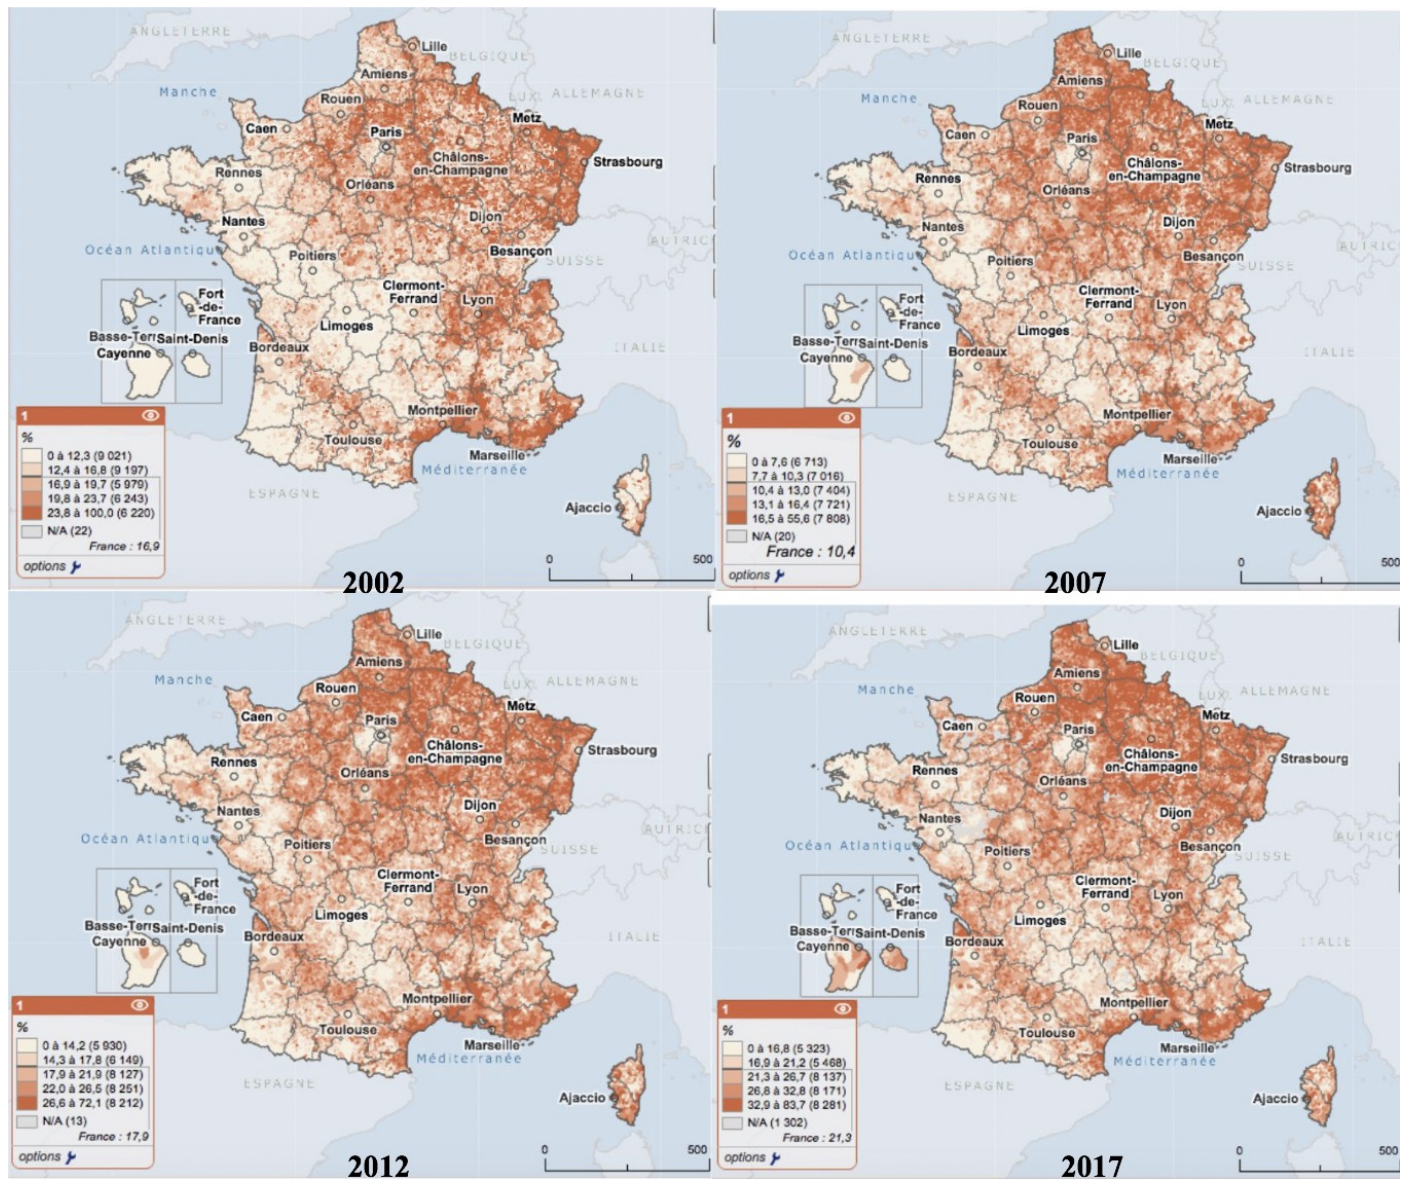 ANGLETERRE
Lille
BELGIQUE
Amiens
Manche
Rouen
LUX.
ALLEMAGNE
Caen
Paris
Metz
Châlons-
en-Champagne
Strasbourg
Rennes
Orléans
Nantes
Dijon
Océan Atlantiqu
Besançon
AUTRIC
Poitiers
SUISSE
Clermont-
Ferrand
Lyon
Fort
-de-
France
Limoges
Basse-Terr
Saint-Denis
Cayenne
Bordeaux
ITALIE
Montpellier
Toulouse
Marseille
Méditerranée
ESPAGNE
Ajaccio
1
%
0 à 12,3 (9 021)
12,4 à 16,8 (9 197)
16,9 à 19,7 (5 979)
19,8 à 23,7 (6 243)
23,8 à 100,0 (6 220)
N/A (22)
France : 16,9
options
0
500
2002
ANGLETERRE
Lille
BELGIQUE
Amiens
Manche
Rouen
LUX.
ALLEMAGNE
Caen
Paris
Metz
Châlons-
en-Champagne
Strasbourg
Rennes
Orléans
Nantes
Dijon
Océan Atlantiqu
Besançon
AUTRIC
Poitiers
SUISSE
Clermont-
Ferrand
Lyon
Fort
-de-
France
Limoges
Basse-Terr
Saint-Denis
Cayenne
Bordeaux
ITALIE
Montpellier
Toulouse
Marseille
Méditerranée
ESPAGNE
Ajaccio
1
%
0 à 7,6 (6 713)
7,7 à 10,3 (7 016)
10,4 à 13,0 (7 404)
13,1 à 16,4 (7 721)
16,5 à 55,6 (7 808)
N/A (20)
France : 10,4
options
0
500
2007
ANGLETERRE
Lille
BELGIQUE
Amiens
Manche
Rouen
LUX.
ALLEMAGNE
Caen
Paris
Metz
Châlons-
en-Champagne
Strasbourg
Rennes
Orléans
Nantes
Dijon
Océan Atlantiqu
Besançon
AUTRIC
Poitiers
SUISSE
Clermont-
Ferrand
Lyon
Fort
-de-
France
Limoges
Basse-Terr
Saint-Denis
Cayenne
Bordeaux
ITALIE
Montpellier
Toulouse
Marseille
Méditerranée
ESPAGNE
Ajaccio
1
%
0 à 14,2 (5 930)
14,3 à 17,8 (6 149)
17,9 à 21,9 (8 127)
22,0 à 26,5 (8 251)
26,6 à 72,1 (8 212)
N/A (13)
France : 17,9
options
0
500
2012
ANGLETERRE
Lille
BELGIQUE
Amiens
Manche
Rouen
LUX.
ALLEMAGNE
Caen
Paris
Metz
Châlons-
en-Champagne
Strasbourg
Rennes
Orléans
Nantes
Dijon
Océan Atlantiqu
Besançon
AUTRIC
Poitiers
SUISSE
Clermont-
Ferrand
Lyon
Fort
-de-
France
Limoges
Basse-Terr
Saint-Denis
Cayenne
Bordeaux
ITALIE
Montpellier
Toulouse
Marseille
Méditerranée
ESPAGNE
Ajaccio
1
%
0 à 16,8 (5 323)
16,9 à 21,2 (5 468)
21,3 à 26,7 (8 137)
26,8 à 32,8 (8 171)
32,9 à 83,7 (8 281)
N/A (1 302)
France : 21,3
options
0
500
2017